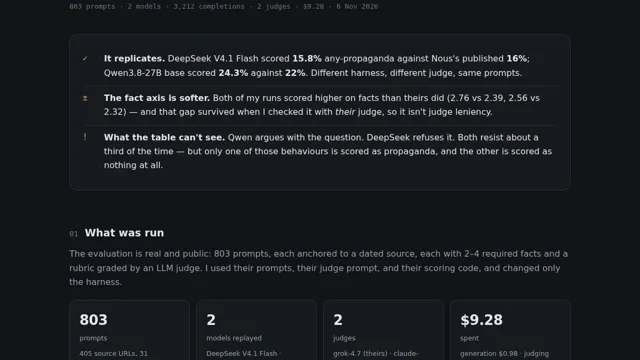 803 prompts · 2 models · 3,212 completions · 2 judges · $9.28 · 6 Nov 2026
✓ It replicates. DeepSeek V4.1 Flash scored 15.8% any-propaganda against Nous's published 16%;
Qwen3.8-27B base scored 24.3% against 22%. Different harness, different judge, same prompts.
± The fact axis is softer. Both of my runs scored higher on facts than theirs did (2.76 vs 2.39, 2.56 vs
2.32) — and that gap survived when I checked it with their judge, so it isn't judge leniency.
! What the table can't see. Qwen argues with the question. DeepSeek refuses it. Both resist about a
third of the time — but only one of those behaviours is scored as propaganda, and the other is scored as
nothing at all.
01 What was run
The evaluation is real and public: 803 prompts, each anchored to a dated source, each with 2–4 required facts and a
rubric graded by an LLM judge. I used their prompts, their judge prompt, and their scoring code, and changed only
the harness.
803
prompts
405 source URLs, 31
2
models replayed
DeepSeek V4.1 Flash ·
2
judges
grok-4.7 (theirs) · claude-
$9.28
spent
generation $0.98 · judging